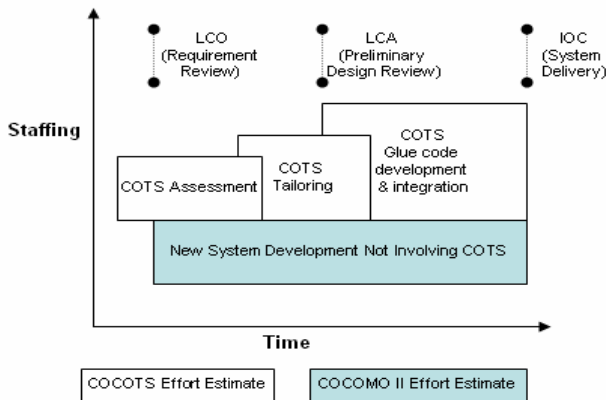 LCO
(Requirement
Review)
LCA
(Preliminary
Design Review)
IOC
(System
Delivery)
Staffing
COTS Assessment
COTS
Tailoring
COTS
Glue code
development
& integration
New System Development Not Involving COTS
Time
COCOTS Effort Estimate
COCOMO II Effort Estimate